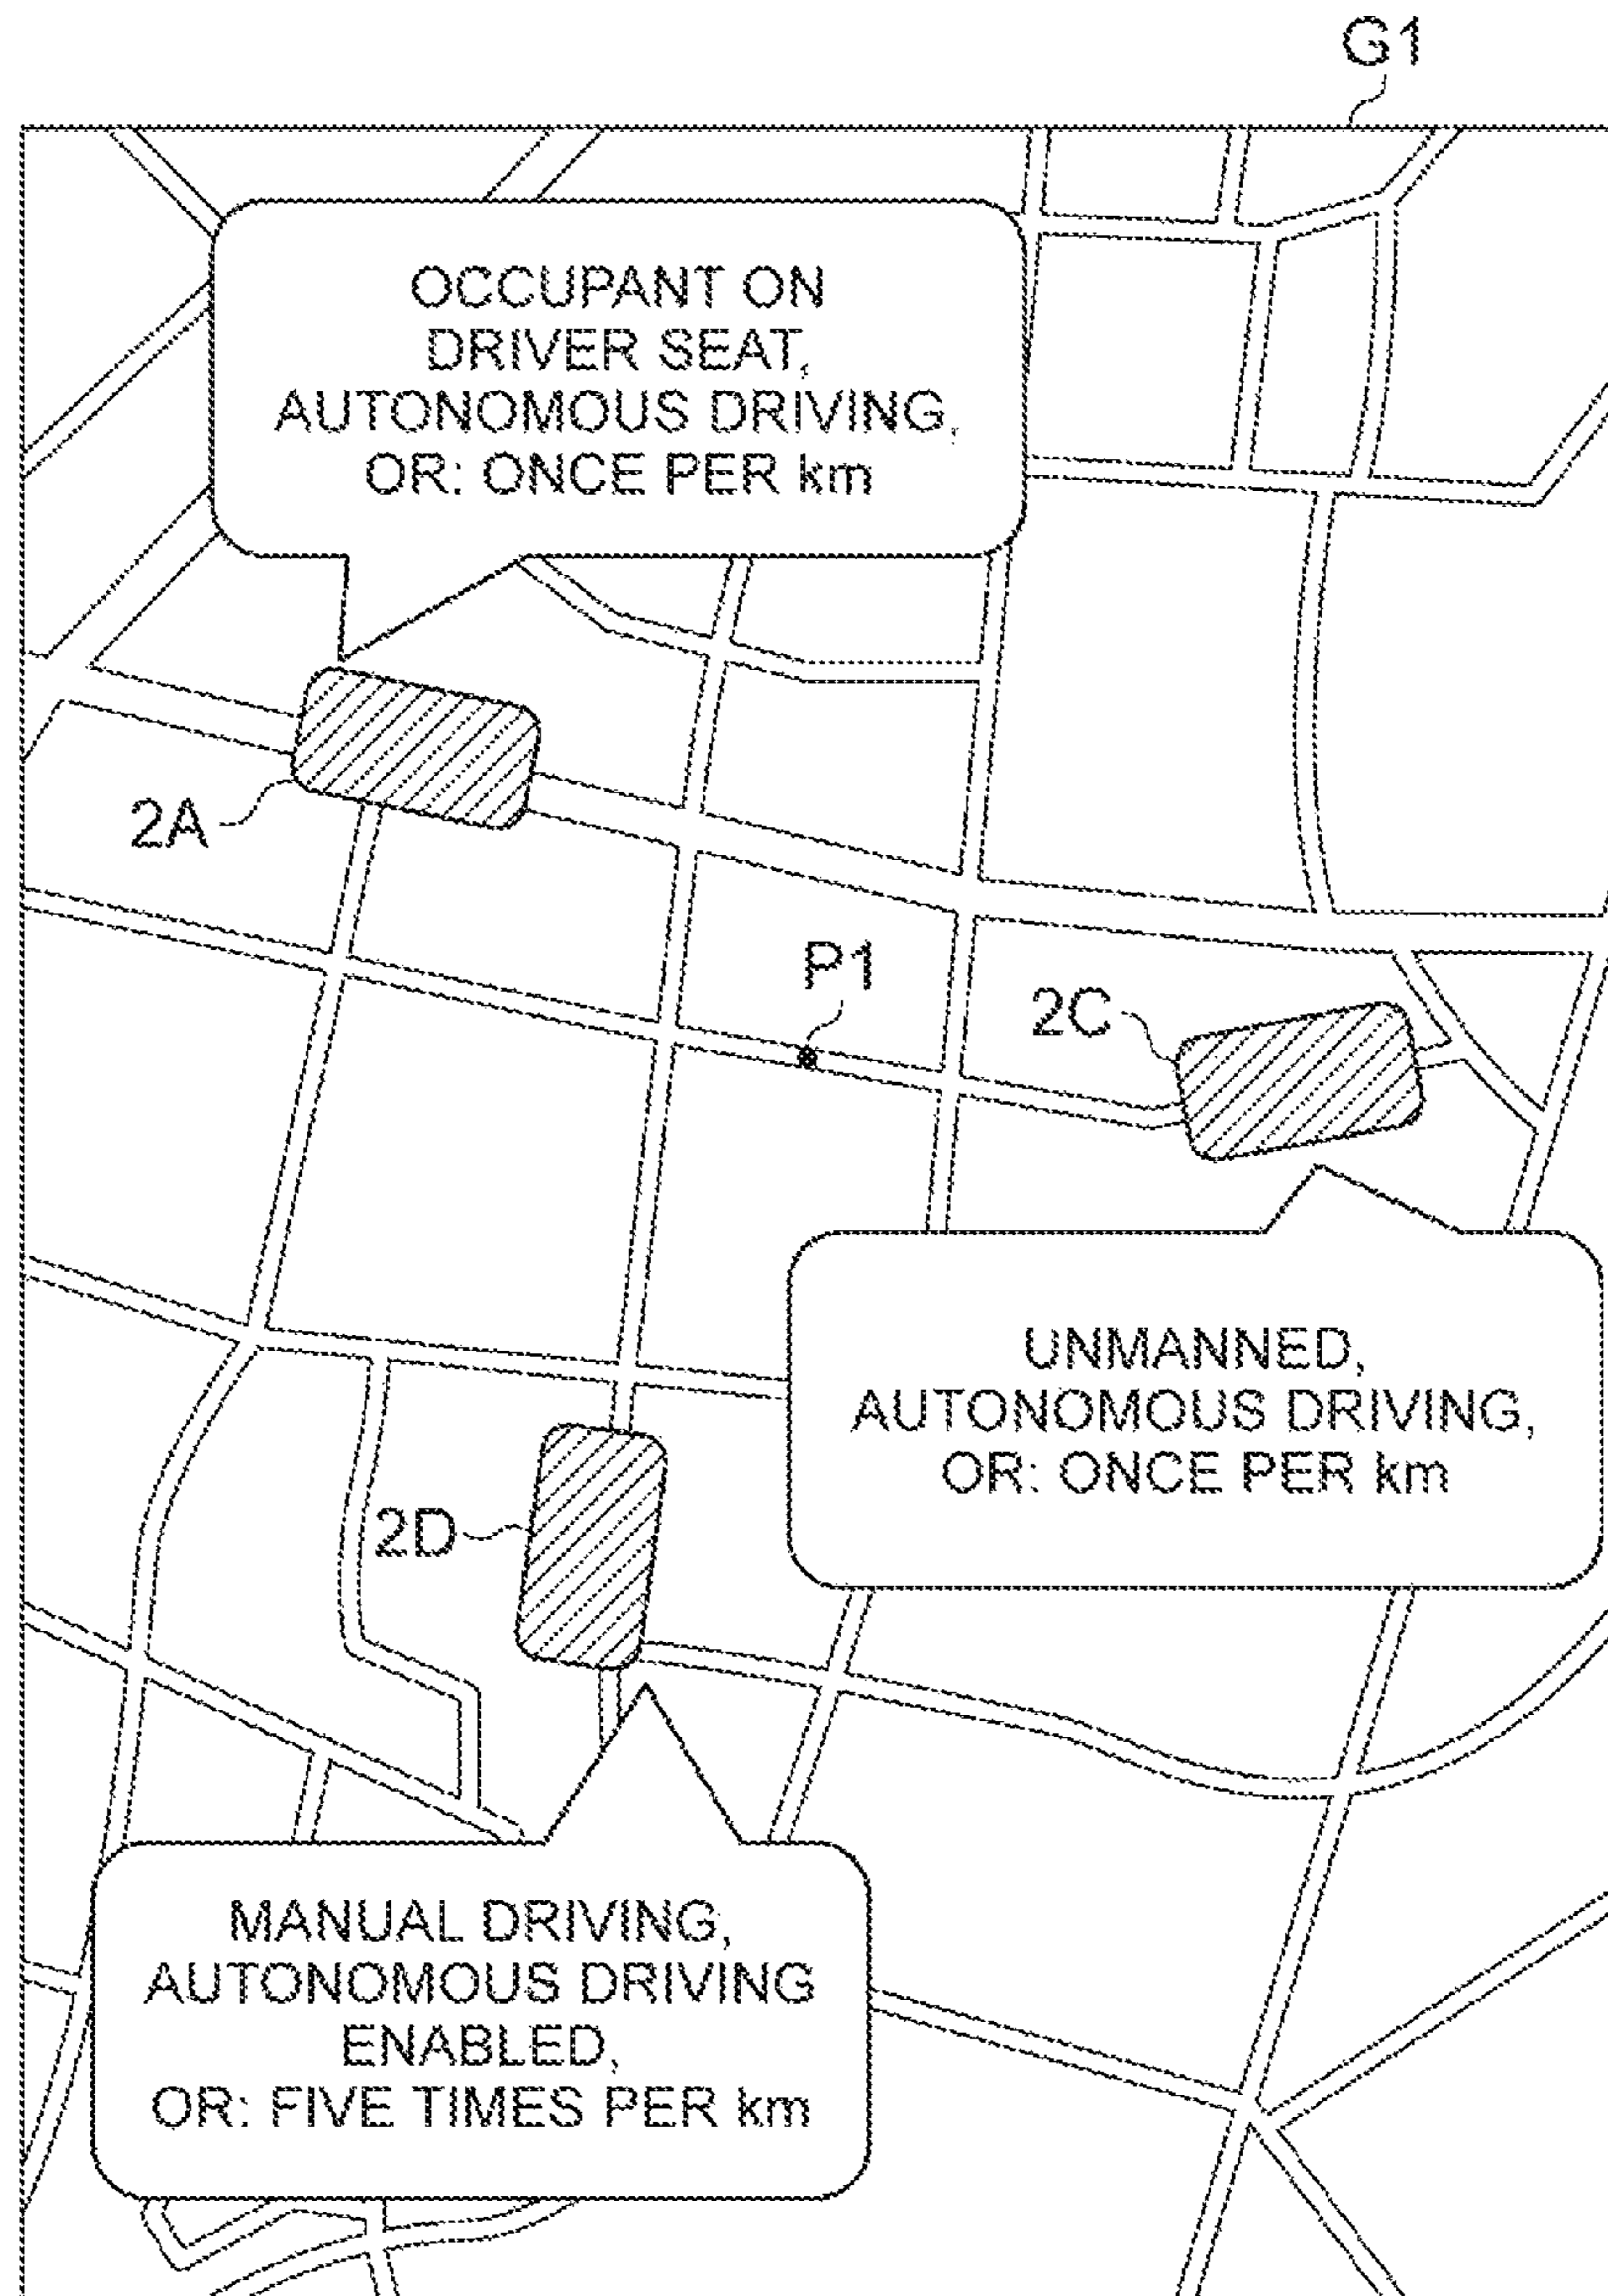 G1
OCCUPANT ON
DRIVER SEAT,
AUTONOMOUS DRIVING,
OR: ONCE PER km
2A
P1
2C
UNMANNED,
AUTONOMOUS DRIVING,
OR: ONCE PER km
2D
MANUAL DRIVING,
AUTONOMOUS DRIVING
ENABLED,
OR: FIVE TIMES PER km